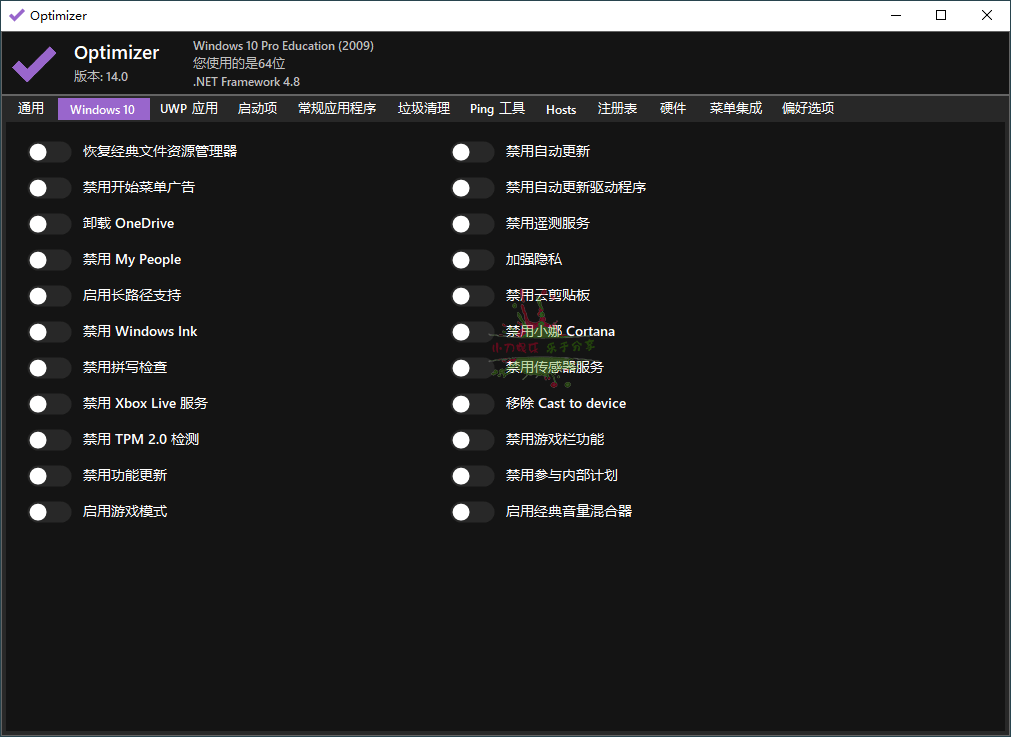 Optimizer
Optimizer
版本: 14.0
Windows 10 Pro Education (2009)
您使用的是64位
.NET Framework 4.8
通用 Windows 10 UWP 应用 启动项 常规应用程序 垃圾清理 Ping 工具 Hosts 注册表 硬件 菜单集成 偏好选项
恢复经典文件资源管理器
禁用开始菜单广告
卸载 OneDrive
禁用 My People
启用长路径支持
禁用 Windows Ink
禁用拼写检查
禁用 Xbox Live 服务
禁用 TPM 2.0 检测
禁用功能更新
启用游戏模式
禁用自动更新
禁用自动更新驱动程序
禁用遥测服务
加强隐私
禁用云剪贴板
禁用小娜 Cortana
禁用传感器服务
移除 Cast to device
禁用游戏栏功能
禁用参与内部计划
启用经典音量混合器
乐于分享